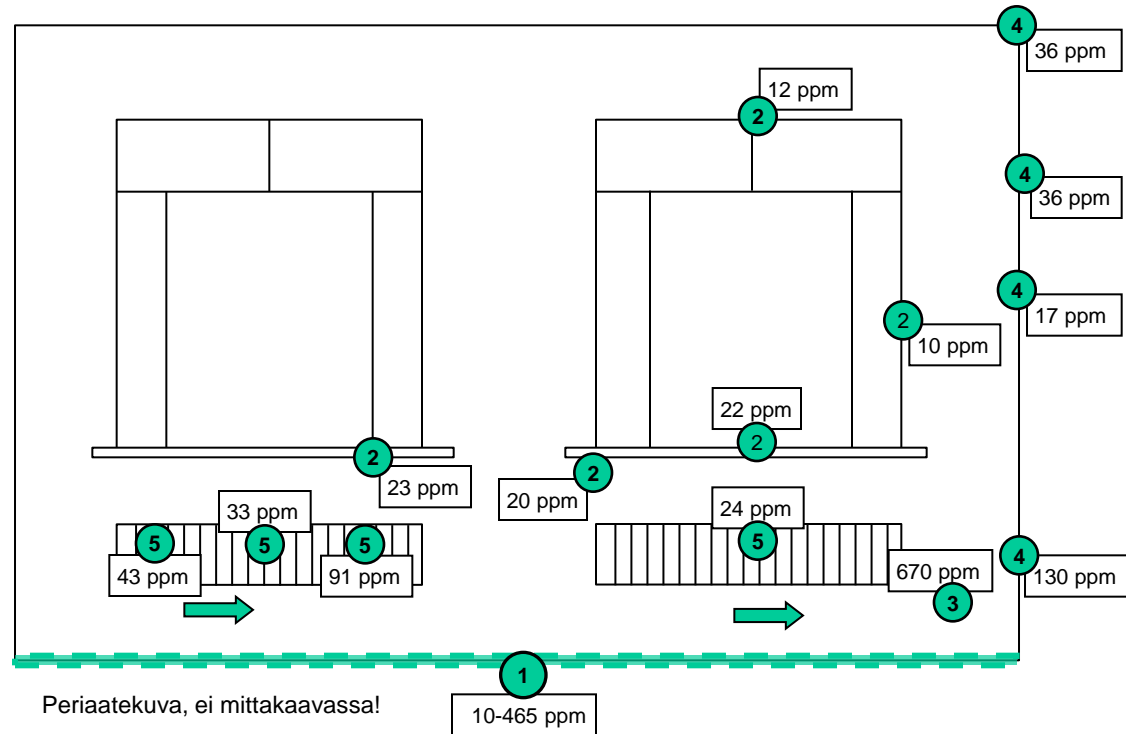 4
36 ppm
12 ppm
2
4
36 ppm
4
17 ppm
2
10 ppm
22 ppm
2
2
23 ppm
2
20 ppm
33 ppm
5
5
5
43 ppm
91 ppm
24 ppm
5
670 ppm
3
4
130 ppm
1
10-465 ppm
Periaatekuva, ei mittakaavassa!